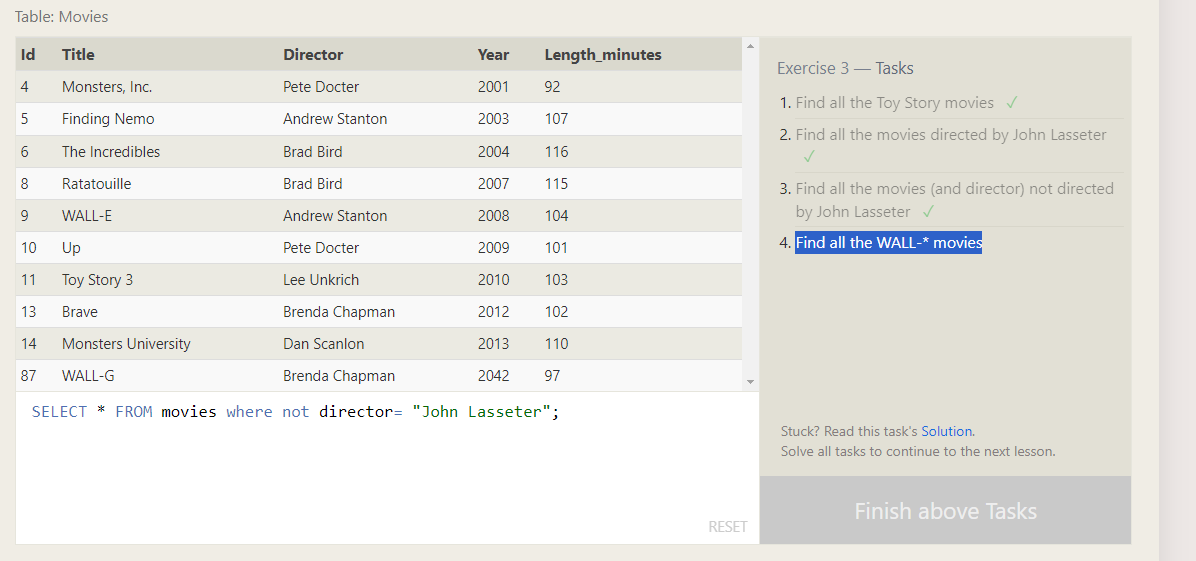 Table: Movies
Id Title Director Year Length_minutes
4 Monsters, Inc. Pete Docter 2001 92
5 Finding Nemo Andrew Stanton 2003 107
6 The Incredibles Brad Bird 2004 116
8 Ratatouille Brad Bird 2007 115
9 WALL-E Andrew Stanton 2008 104
10 Up Pete Docter 2009 101
11 Toy Story 3 Lee Unkrich 2010 103
13 Brave Brenda Chapman 2012 102
14 Monsters University Dan Scanlon 2013 110
87 WALL-G Brenda Chapman 2042 97
SELECT * FROM movies where not director= "John Lasseter";
RESET
Exercise 3 — Tasks
1. Find all the Toy Story movies ✓
2. Find all the movies directed by John Lasseter
✓
3. Find all the movies (and director) not directed
by John Lasseter ✓
4. Find all the WALL-* movies
Stuck? Read this task's Solution.
Solve all tasks to continue to the next lesson.
Finish above Tasks